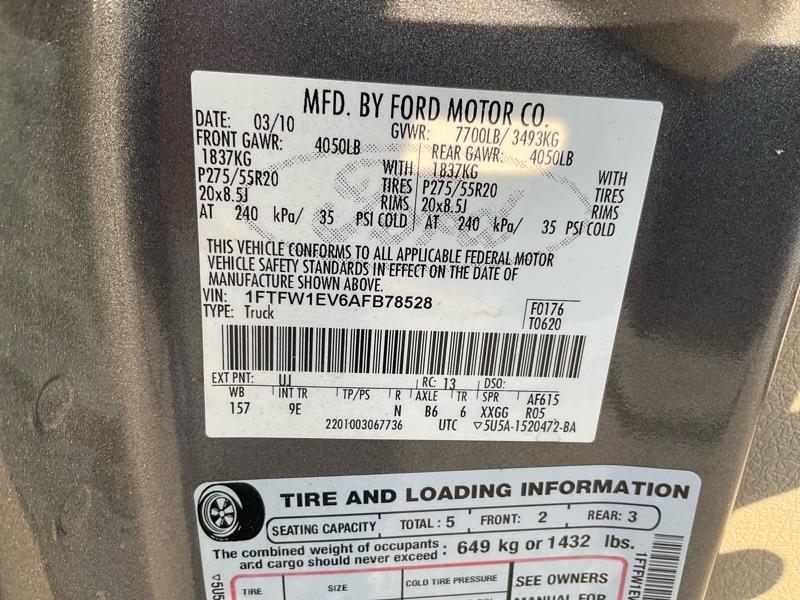 MFD. BY FORD MOTOR CO.
DATE: 03/10 GVWR: 7700LB/ 3493KG
FRONT GAWR: 4050LB REAR GAWR: 4050LB
1837KG WITH 1837KG WITH
P275/55R20 TIRES P275/55R20 TIRES
20x8.5J RIMS 20x8.5J RIMS
AT 240 kPa/ 35 PSI COLD AT 240 kPa/ 35 PSI COLD
Ford
THIS VEHICLE CONFORMS TO ALL APPLICABLE FEDERAL MOTOR
VEHICLE SAFETY STANDARDS IN EFFECT ON THE DATE OF
MANUFACTURE SHOWN ABOVE.
VIN: 1FTFW1EV6AFB78528 F0176
TYPE: Truck T0620
EXT PNT: UJ RC: 13 DSO:
WB INT TR TP/PS R AXLE TR SPR AF615
157 9E N B6 6 XXGG R05
2201003067736 UTC ▽5U5A-1520472-BA
TIRE AND LOADING INFORMATION
SEATING CAPACITY TOTAL : 5 FRONT: 2 REAR: 3
The combined weight of occupants and cargo should never exceed : 649 kg or 1432 lbs.
TIRE SIZE COLD TIRE PRESSURE SEE OWNERS
MANUAL FOR
▽5U5
1FTFW1EV